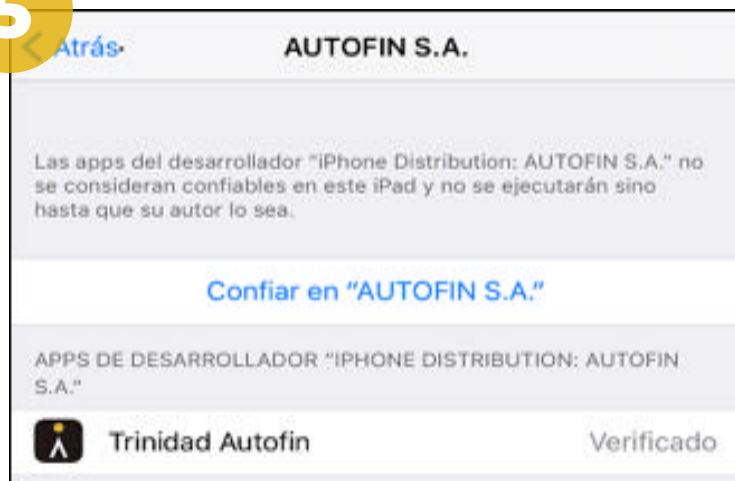 Atrás
AUTOFIN S.A.
Las apps del desarrollador "iPhone Distribution: AUTOFIN S.A." no
se consideran confiables en este iPad y no se ejecutarán sino
hasta que su autor lo sea.
Confiar en "AUTOFIN S.A."
APPS DE DESARROLLADOR "IPHONE DISTRIBUTION: AUTOFIN
S.A."
Trinidad Autofin Verificado